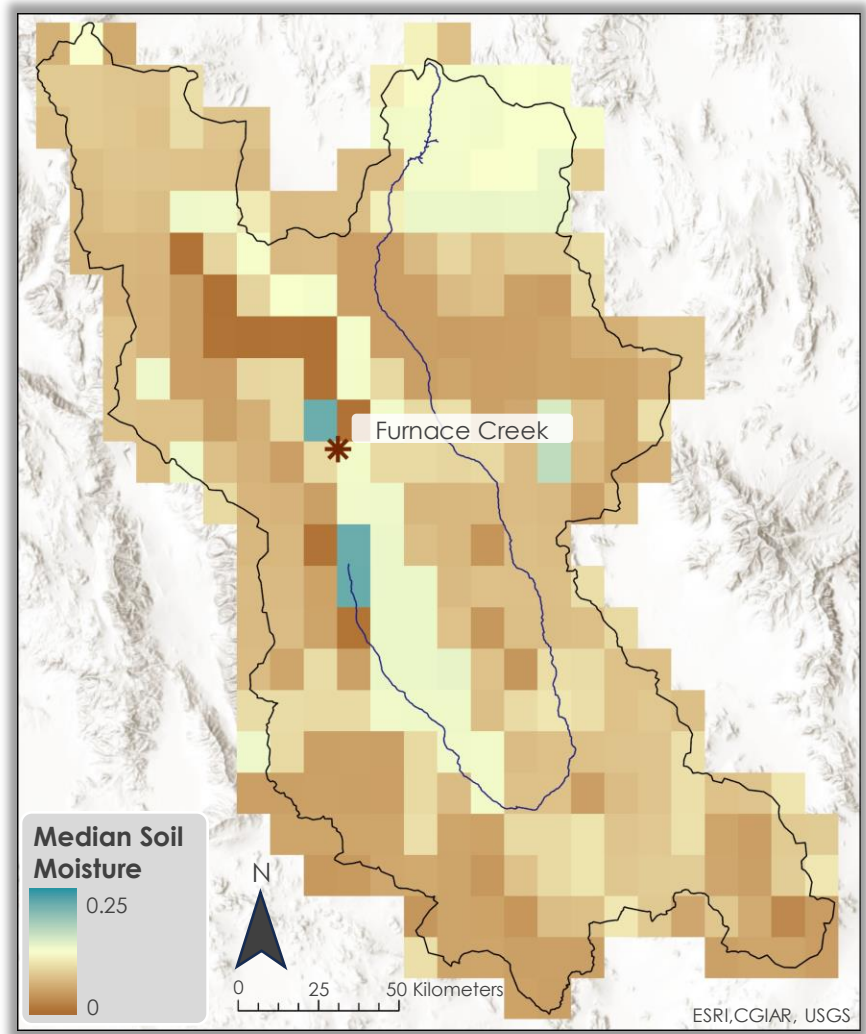 Furnace Creek
Median Soil
Moisture
0.25
0
N
0 25 50 Kilometers
ESRI,CGIAR, USGS